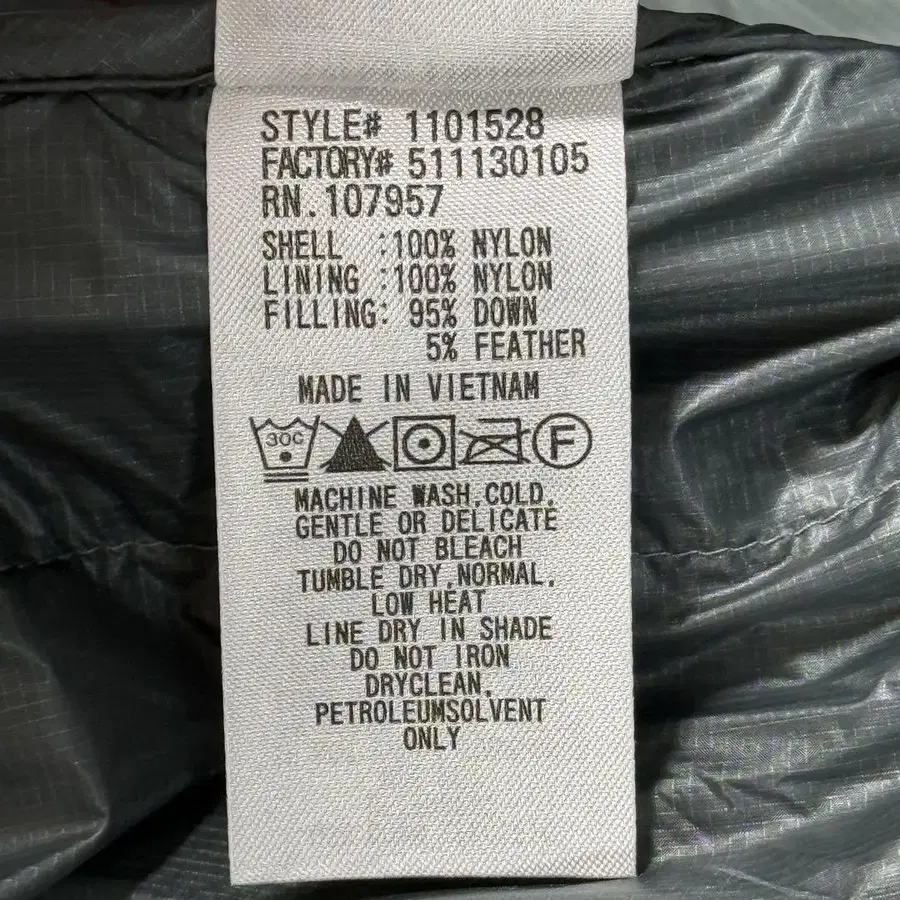 STYLE# 1101528
FACTORY# 511130105
RN.107957
SHELL :100% NYLON
LINING :100% NYLON
FILLING: 95% DOWN
5% FEATHER
MADE IN VIETNAM
30C F
MACHINE WASH,COLD,
GENTLE OR DELICATE
DO NOT BLEACH
TUMBLE DRY,NORMAL,
LOW HEAT
LINE DRY IN SHADE
DO NOT IRON
DRYCLEAN,
PETROLEUMSOLVENT
ONLY